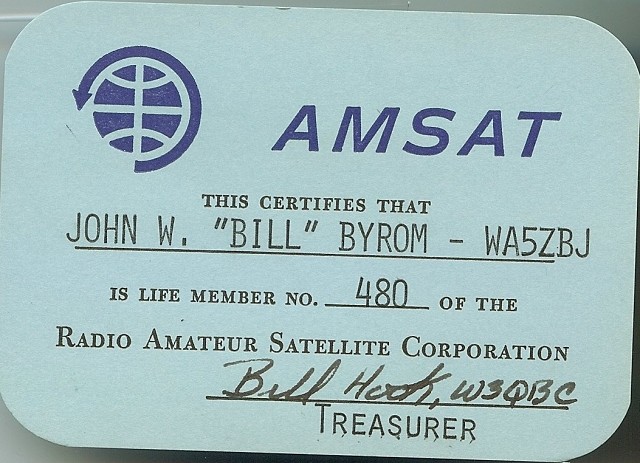 AMSAT
THIS CERTIFIES THAT
JOHN W. "BILL" BYROM - WA5ZBJ
IS LIFE MEMBER NO. 480 OF THE
RADIO AMATEUR SATELLITE CORPORATION
Bill Hook, W3QBC
TREASURER